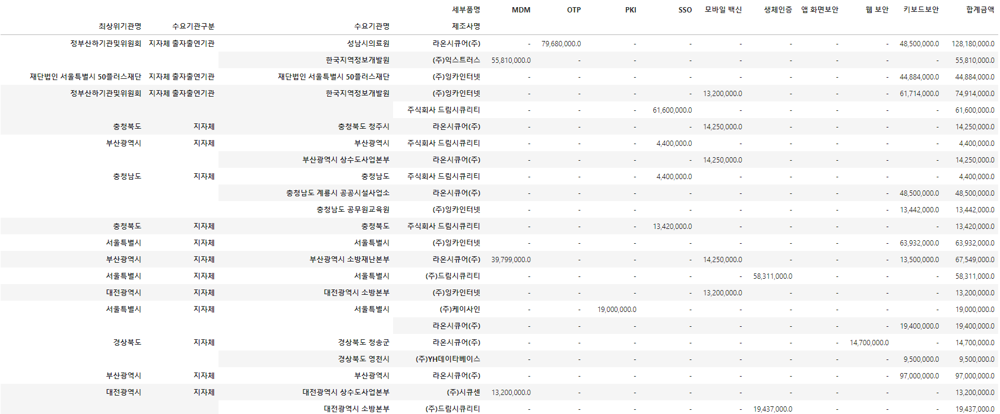 세부품명 MDM OTP PKI SSO 모바일 백신 생체인증 앱 화면보안 웹 보안 키보드보안 합계금액
최상위기관명 수요기관구분 수요기관명 제조사명
정부산하기관및위원회 지자체 출자출연기관 성남시의료원 라온시큐어(주) - 79,680,000.0 - - - - - - 48,500,000.0 128,180,000.0
한국지역정보개발원 (주)익스트러스 55,810,000.0 - - - - - - - - 55,810,000.0
재단법인 서울특별시 50플러스재단 지자체 출자출연기관 재단법인 서울특별시 50플러스재단 (주)잉카인터넷 - - - - - - - - 44,884,000.0 44,884,000.0
정부산하기관및위원회 지자체 출자출연기관 한국지역정보개발원 (주)잉카인터넷 - - - - 13,200,000.0 - - - 61,714,000.0 74,914,000.0
주식회사 드림시큐리티 - - - 61,600,000.0 - - - - - 61,600,000.0
충청북도 지자체 충청북도 청주시 라온시큐어(주) - - - - 14,250,000.0 - - - - 14,250,000.0
부산광역시 지자체 부산광역시 주식회사 드림시큐리티 - - - 4,400,000.0 - - - - - 4,400,000.0
부산광역시 상수도사업본부 라온시큐어(주) - - - - 14,250,000.0 - - - - 14,250,000.0
충청남도 지자체 충청남도 주식회사 드림시큐리티 - - - 4,400,000.0 - - - - - 4,400,000.0
충청남도 계룡시 공공시설사업소 라온시큐어(주) - - - - - - - - 48,500,000.0 48,500,000.0
충청남도 공무원교육원 (주)잉카인터넷 - - - - - - - - 13,442,000.0 13,442,000.0
충청북도 지자체 충청북도 주식회사 드림시큐리티 - - - 13,420,000.0 - - - - - 13,420,000.0
서울특별시 지자체 서울특별시 (주)잉카인터넷 - - - - - - - - 63,932,000.0 63,932,000.0
부산광역시 지자체 부산광역시 소방재난본부 라온시큐어(주) 39,799,000.0 - - - 14,250,000.0 - - - 13,500,000.0 67,549,000.0
서울특별시 지자체 서울특별시 (주)드림시큐리티 - - - - - 58,311,000.0 - - - 58,311,000.0
대전광역시 지자체 대전광역시 소방본부 (주)잉카인터넷 - - - - 13,200,000.0 - - - - 13,200,000.0
서울특별시 지자체 서울특별시 (주)케이사인 - - 19,000,000.0 - - - - - - 19,000,000.0
라온시큐어(주) - - - - - - - - 19,400,000.0 19,400,000.0
경상북도 지자체 경상북도 청송군 라온시큐어(주) - - - - - - - 14,700,000.0 - 14,700,000.0
경상북도 영천시 (주)YH데이타베이스 - - - - - - - - 9,500,000.0 9,500,000.0
부산광역시 지자체 부산광역시 라온시큐어(주) - - - - - - - - 97,000,000.0 97,000,000.0
대전광역시 지자체 대전광역시 상수도사업본부 (주)시큐센 13,200,000.0 - - - - - - - - 13,200,000.0
대전광역시 소방본부 (주)드림시큐리티 - - - - - 19,437,000.0 - - - 19,437,000.0